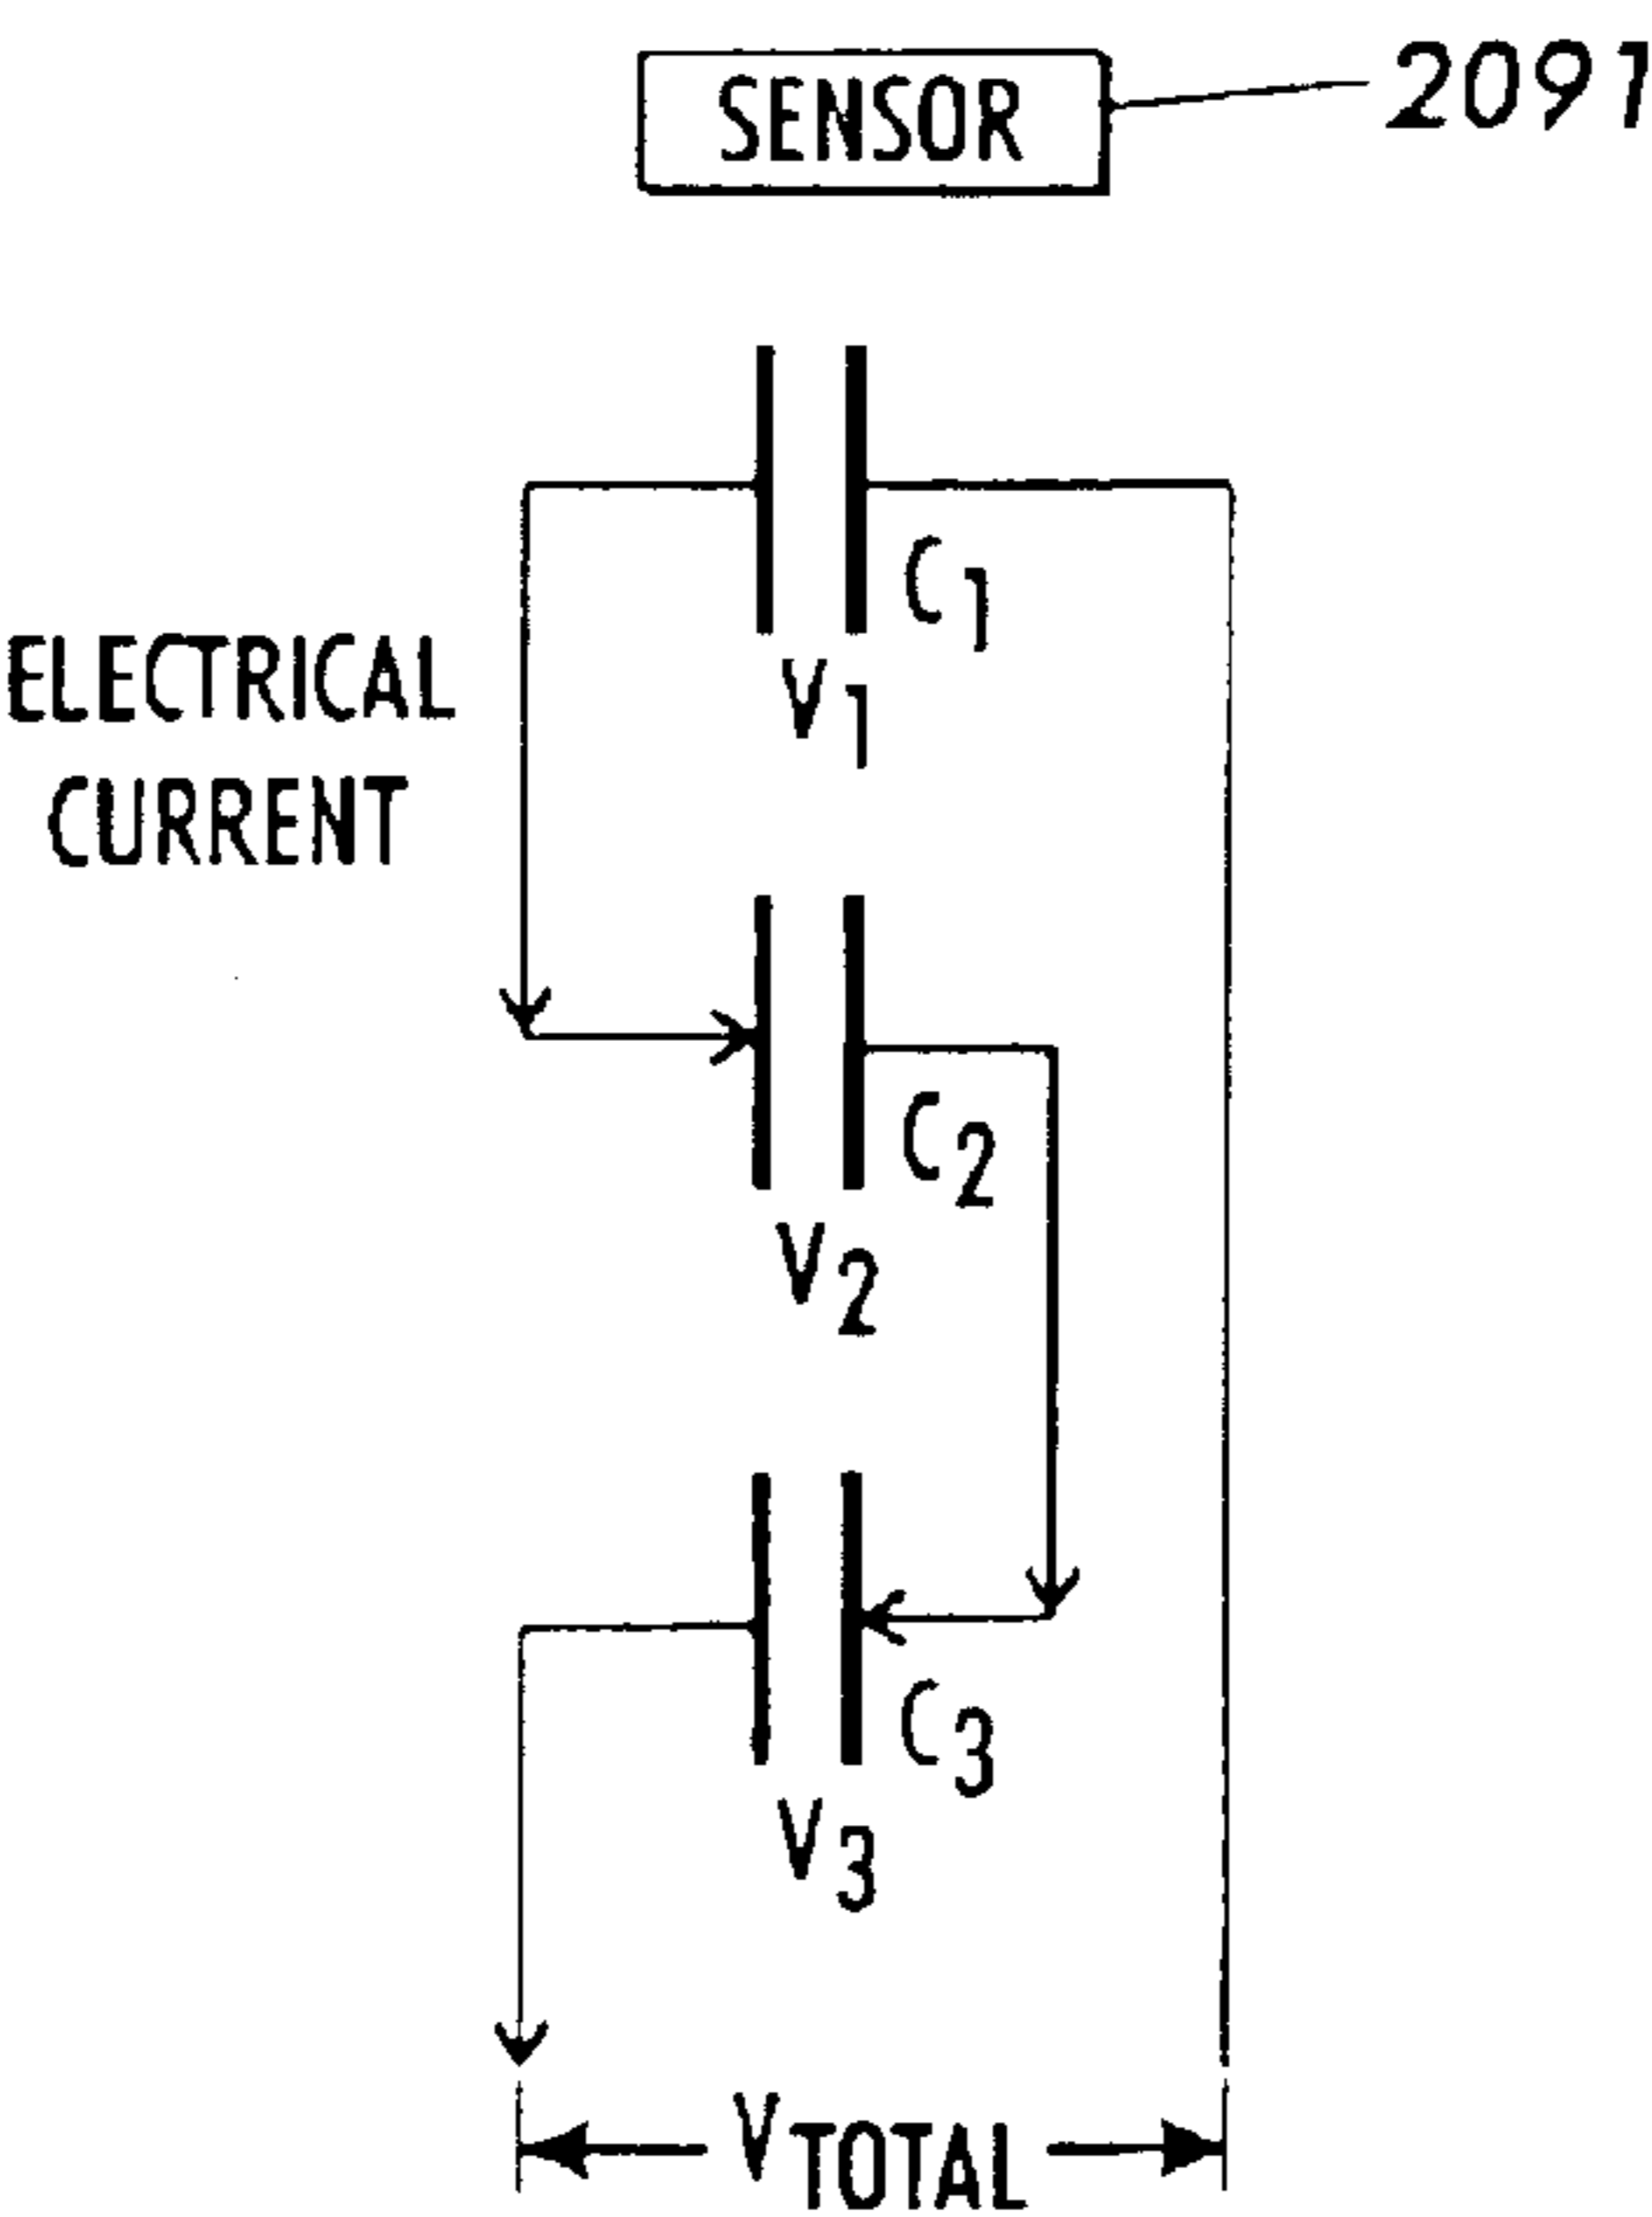 SENSOR 2091
C1
V1
ELECTRICAL
CURRENT
C2
V2
C3
V3
VTOTAL